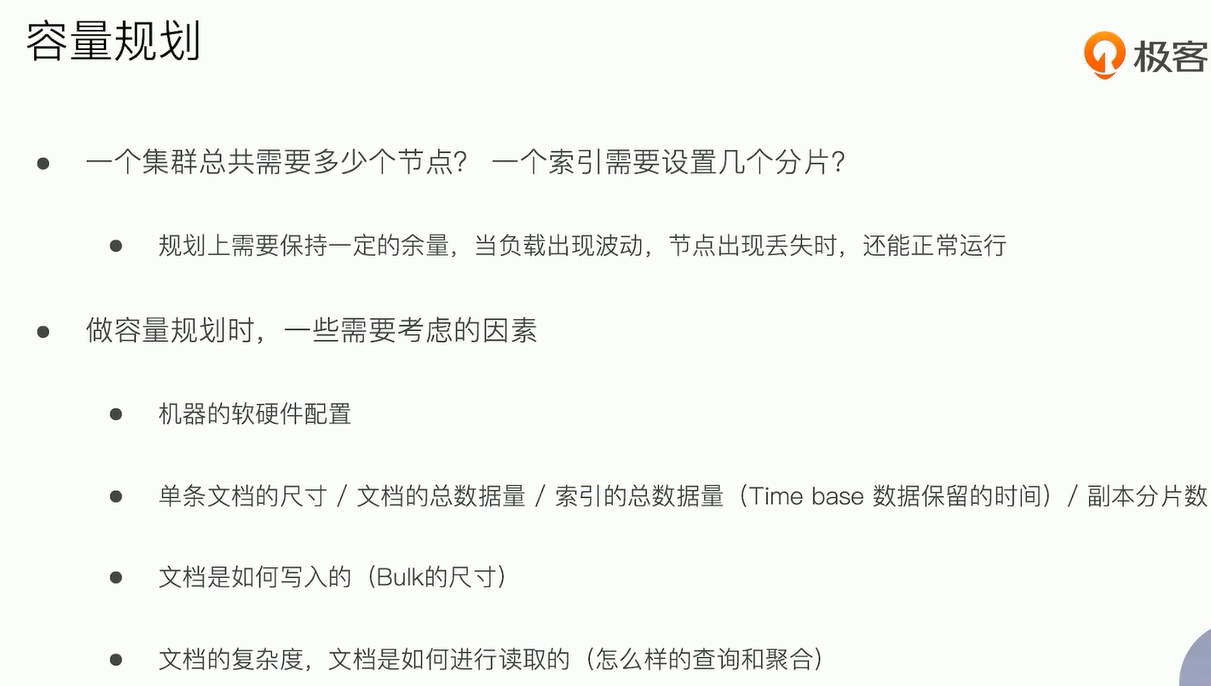 容量规划
极客
一个集群总共需要多少个节点? 一个索引需要设置几个分片?
规划上需要保持一定的余量，当负载出现波动，节点出现丢失时，还能正常运行
做容量规划时，一些需要考虑的因素
机器的软硬件配置
单条文档的尺寸 / 文档的总数据量 / 索引的总数据量（Time base 数据保留的时间）/ 副本分片数
文档是如何写入的（Bulk的尺寸）
文档的复杂度，文档是如何进行读取的（怎么样的查询和聚合）